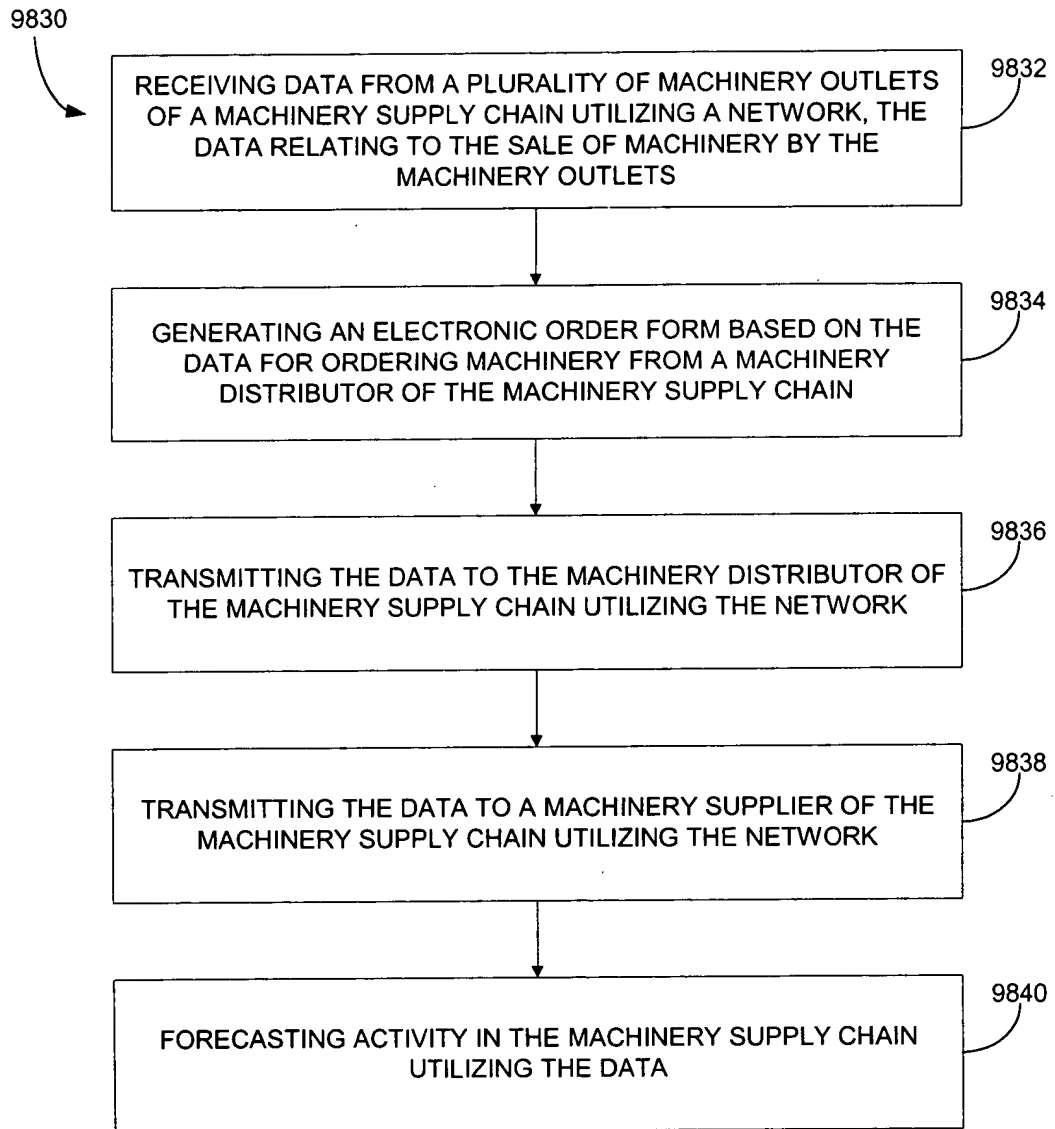 9830
RECEIVING DATA FROM A PLURALITY OF MACHINERY OUTLETS
OF A MACHINERY SUPPLY CHAIN UTILIZING A NETWORK, THE
DATA RELATING TO THE SALE OF MACHINERY BY THE
MACHINERY OUTLETS
9832
GENERATING AN ELECTRONIC ORDER FORM BASED ON THE
DATA FOR ORDERING MACHINERY FROM A MACHINERY
DISTRIBUTOR OF THE MACHINERY SUPPLY CHAIN
9834
TRANSMITTING THE DATA TO THE MACHINERY DISTRIBUTOR OF
THE MACHINERY SUPPLY CHAIN UTILIZING THE NETWORK
9836
TRANSMITTING THE DATA TO A MACHINERY SUPPLIER OF THE
MACHINERY SUPPLY CHAIN UTILIZING THE NETWORK
9838
FORECASTING ACTIVITY IN THE MACHINERY SUPPLY CHAIN
UTILIZING THE DATA
9840